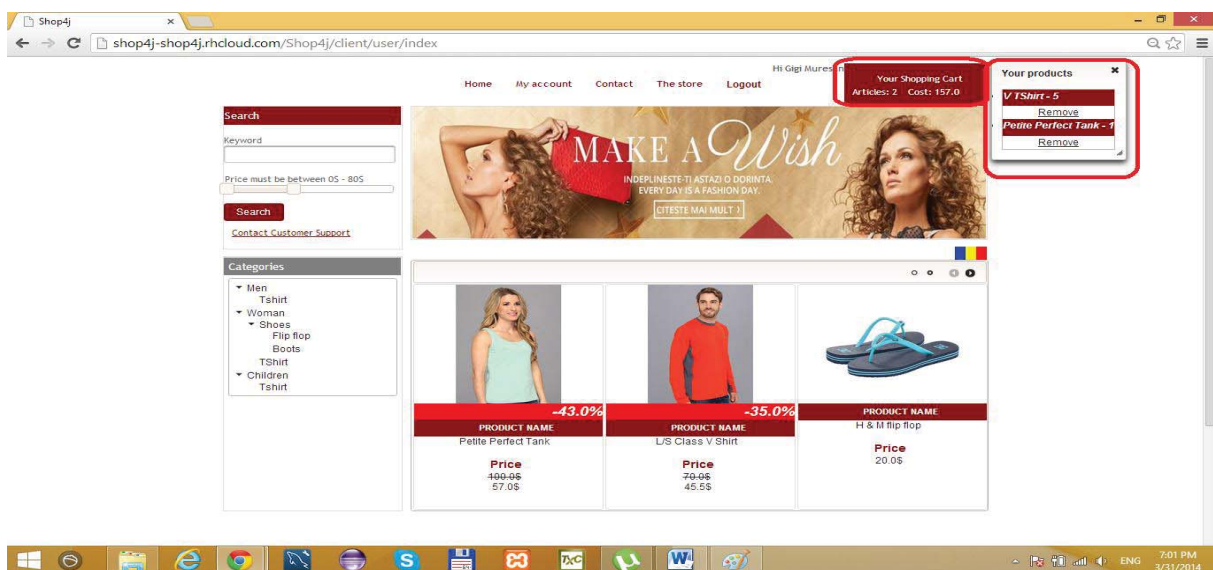 Shop4j
shop4j-shop4j.rhcloud.com/Shop4j/client/user/index
Hi Gigi Muresan
Home My account Contact The store Logout
Your Shopping Cart
Articles: 2 Cost: 157.0
Your products
V TShirt - 5
Remove
Petite Perfect Tank - 1
Remove
Search
Keyword
Price must be between 0$ - 80$
Search
Contact Customer Support
MAKE A Wish
INDEPLINESTE-TI ASTAZI O DORINTA.
EVERY DAY IS A FASHION DAY.
CITESTE MAI MULT
Categories
Men
Tshirt
Woman
Shoes
Flip flop
Boots
TShirt
Children
Tshirt
-43.0%
PRODUCT NAME
Petite Perfect Tank
Price
100.0$
57.0$
-35.0%
PRODUCT NAME
L/S Class V Shirt
Price
70.0$
45.5$
PRODUCT NAME
H & M flip flop
Price
20.0$
ENG
7:01 PM
3/31/2014